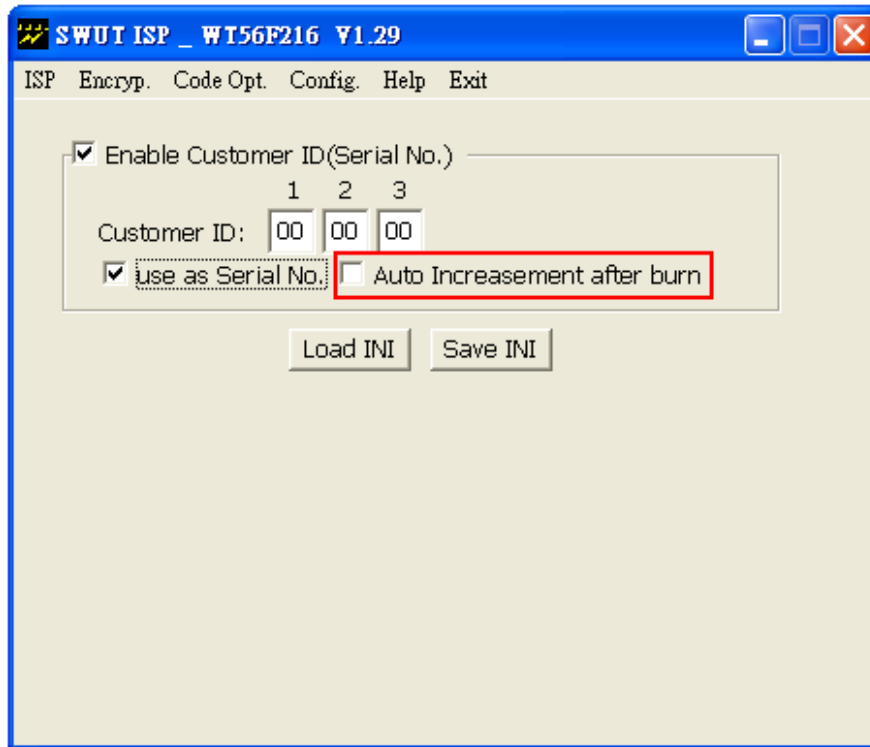 SWUT ISP _ WT56F216 V1.29
ISP Encryp. Code Opt. Config. Help Exit
Enable Customer ID(Serial No.)
1 2 3
Customer ID: 00 00 00
use as Serial No. Auto Increasement after burn
Load INI Save INI